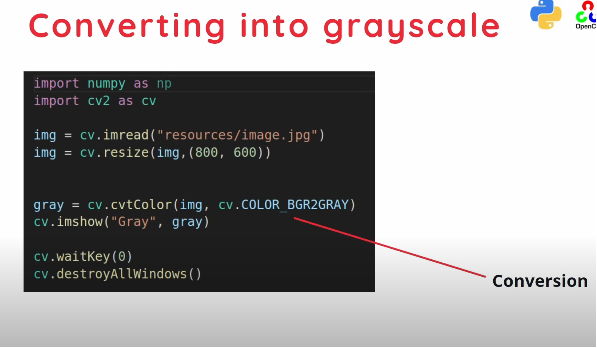 Converting into grayscale
OpenC
import numpy as np
import cv2 as cv
img = cv.imread("resources/image.jpg")
img = cv.resize(img,(800, 600))
gray = cv.cvtColor(img, cv.COLOR_BGR2GRAY)
cv.imshow("Gray", gray)
cv.waitKey(0)
cv.destroyAllWindows()
Conversion